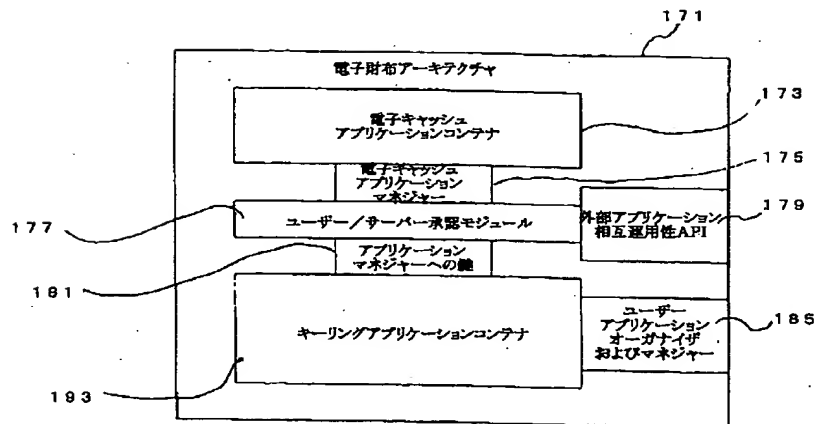 171
電子財布アーキテクチャ
173
電子キャッシュ
アプリケーションコンテナ
175
電子キャッシュ
アプリケーション
マネジャー
177
ユーザー/サーバー承認モジュール
179
外部アプリケーション
相互運用性API
アプリケーション
マネジャーへの鍵
181
キーリングアプリケーションコンテナ
185
ユーザー
アプリケーション
オーガナイザ
およびマネジャー
193